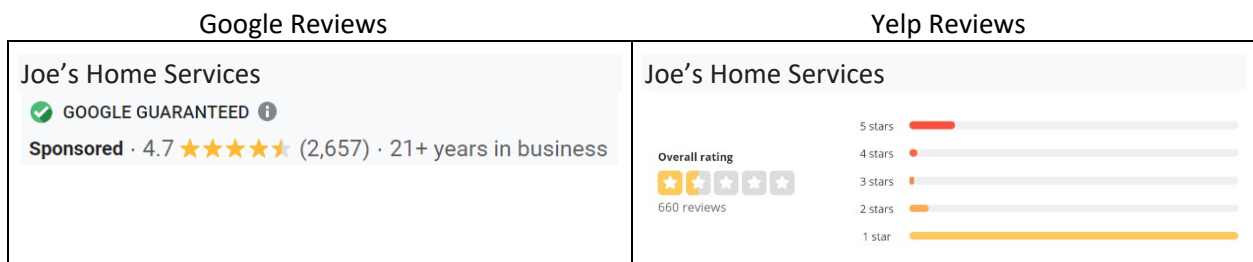 Google Reviews
Yelp Reviews
Joe’s Home Services
GOOGLE GUARANTEED
Sponsored · 4.7 (2,657) · 21+ years in business
Joe’s Home Services
Overall rating
660 reviews
5 stars
4 stars
3 stars
2 stars
1 star